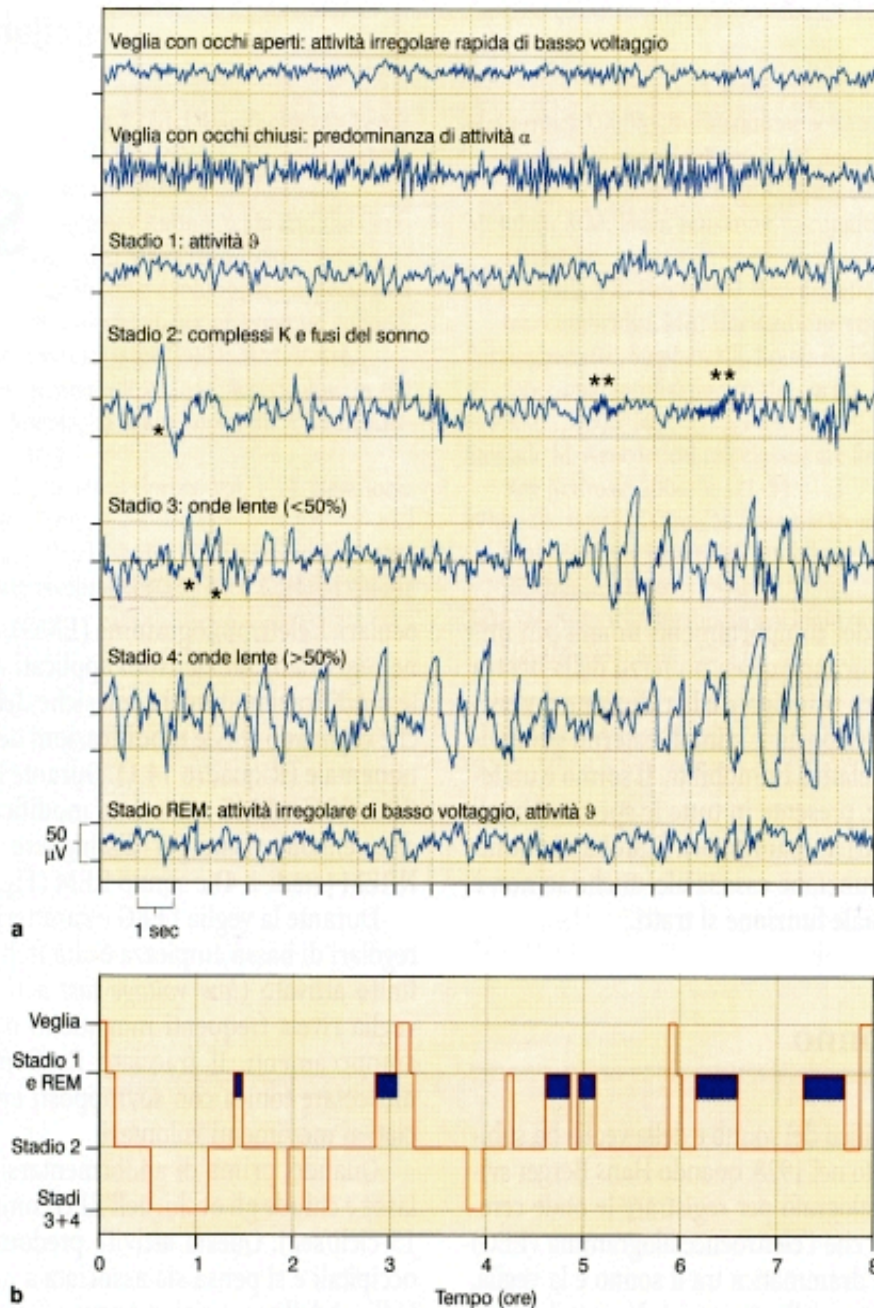 Veglia con occhi aperti: attività irregolare rapida di basso voltaggio
Veglia con occhi chiusi: predominanza di attività α
Stadio 1: attività ϑ
Stadio 2: complessi K e fusi del sonno
**
**
*
Stadio 3: onde lente (<50%)
*
*
Stadio 4: onde lente (>50%)
Stadio REM: attività irregolare di basso voltaggio, attività ϑ
50
μV
1 sec
a
Veglia
Stadio 1
e REM
Stadio 2
Stadi
3+4
0 1 2 3 4 5 6 7 8
Tempo (ore)
b